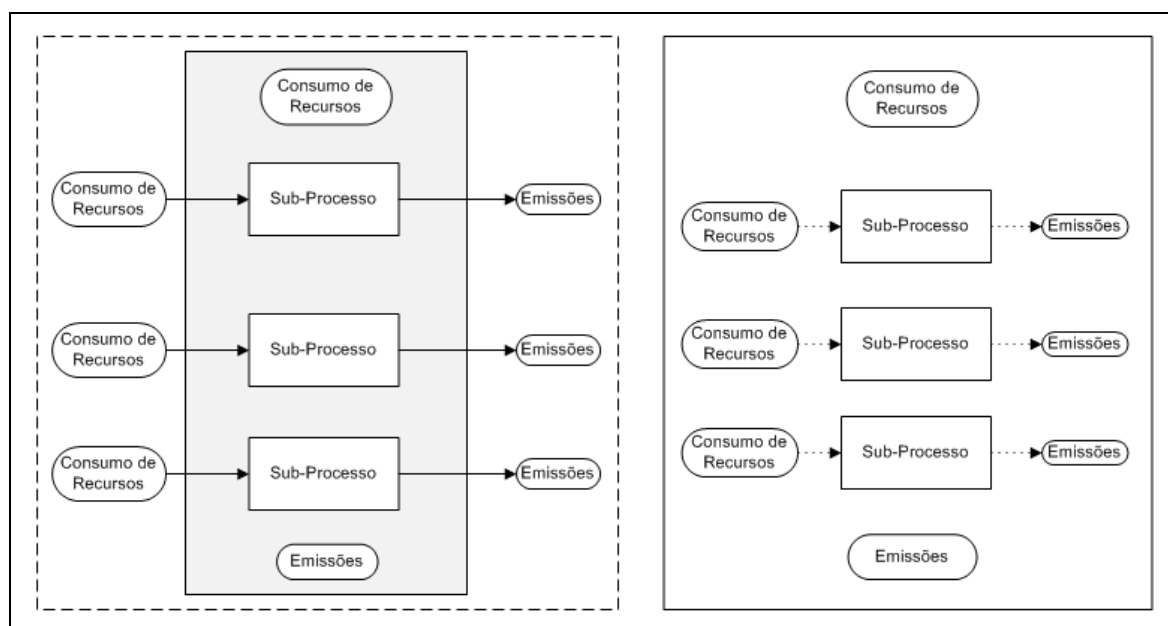 Consumo de
Recursos
Consumo de
Recursos
Sub-Processo
Emissões
Consumo de
Recursos
Sub-Processo
Emissões
Consumo de
Recursos
Sub-Processo
Emissões
Emissões
Consumo de
Recursos
Consumo de
Recursos
Sub-Processo
Emissões
Consumo de
Recursos
Sub-Processo
Emissões
Consumo de
Recursos
Sub-Processo
Emissões
Emissões